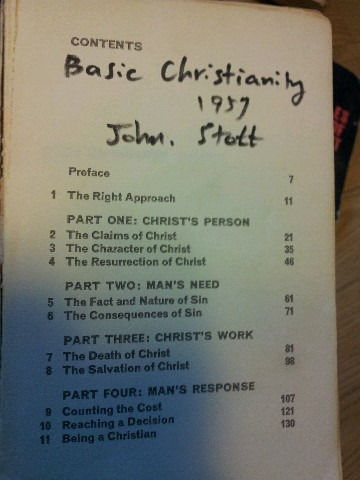 CONTENTS
Basic Christianity
1957
John. Stott
Preface 7
1 The Right Approach 11
PART ONE: CHRIST'S PERSON
2 The Claims of Christ 21
3 The Character of Christ 35
4 The Resurrection of Christ 46
PART TWO: MAN'S NEED
5 The Fact and Nature of Sin 61
6 The Consequences of Sin 71
PART THREE: CHRIST'S WORK
7 The Death of Christ 81
8 The Salvation of Christ 98
PART FOUR: MAN'S RESPONSE
9 Counting the Cost 107
10 Reaching a Decision 121
11 Being a Christian 130